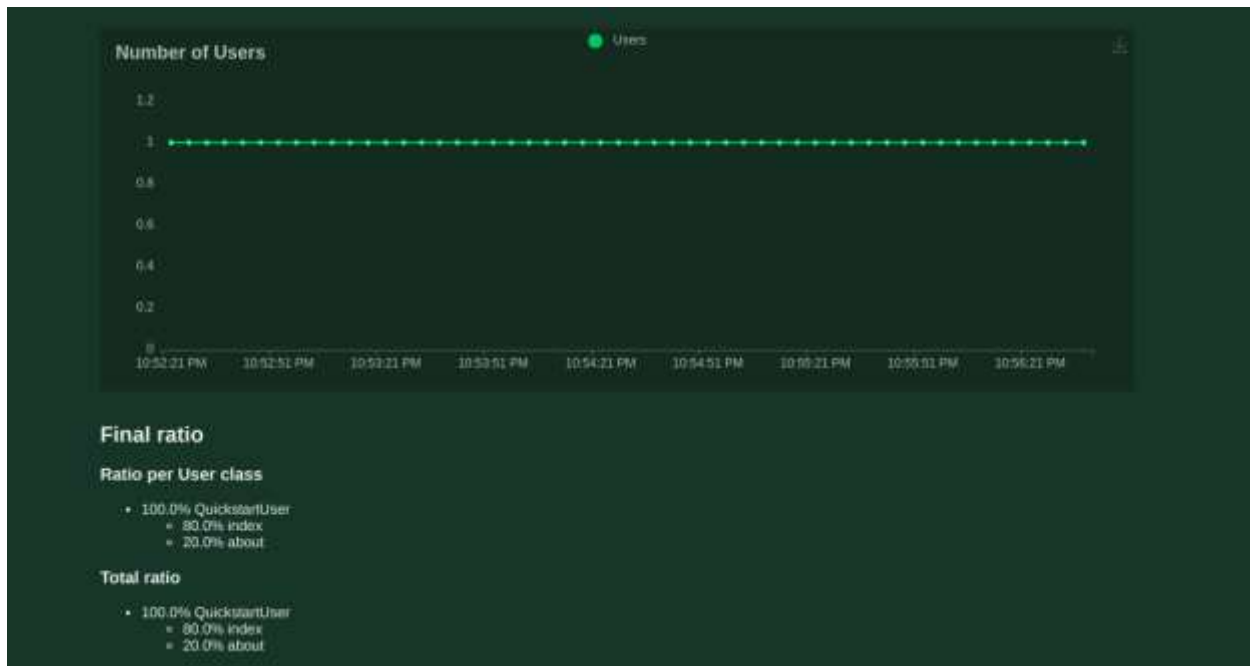 Number of Users
Users
1.2
1
0.8
0.6
0.4
0.2
0
10:52:21 PM 10:52:51 PM 10:53:21 PM 10:53:51 PM 10:54:21 PM 10:54:51 PM 10:55:21 PM 10:55:51 PM 10:56:21 PM
Final ratio
Ratio per User class
100.0% QuickstartUser
80.0% index
20.0% about
Total ratio
100.0% QuickstartUser
80.0% index
20.0% about